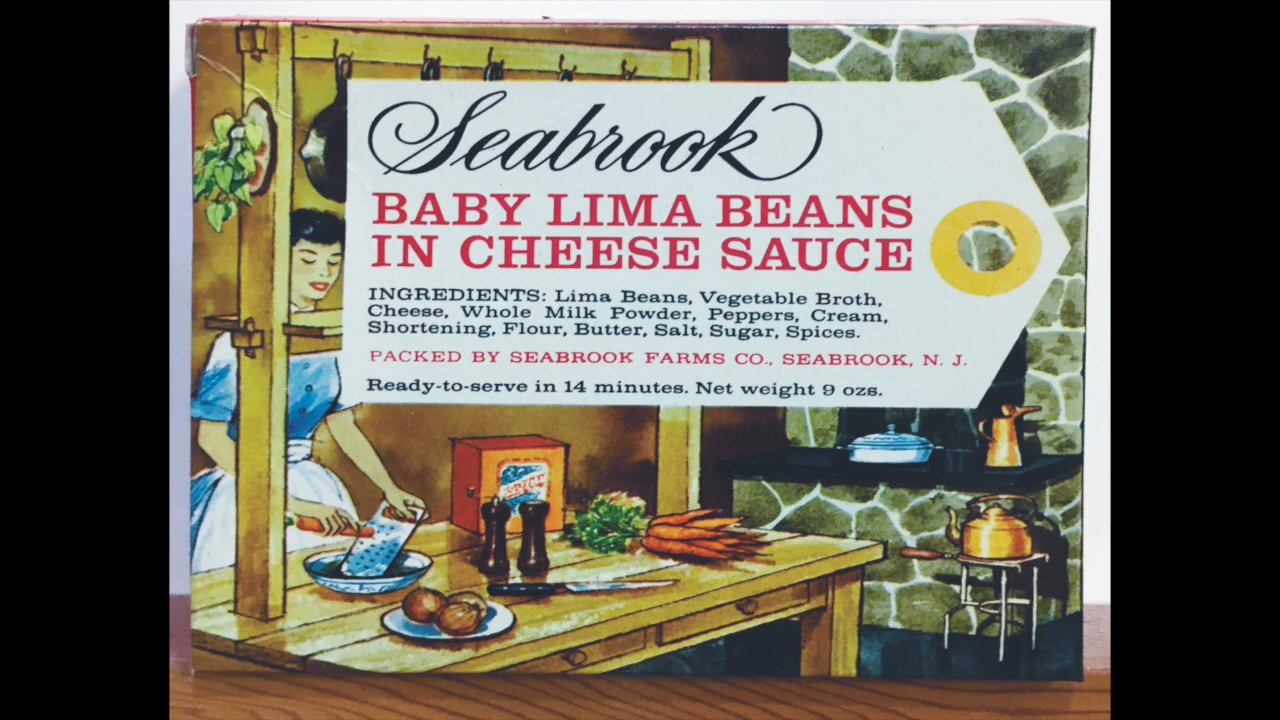 Seabrook
BABY LIMA BEANS
IN CHEESE SAUCE
INGREDIENTS: Lima Beans, Vegetable Broth,
Cheese, Whole Milk Powder, Peppers, Cream,
Shortening, Flour, Butter, Salt, Sugar, Spices.
PACKED BY SEABROOK FARMS CO., SEABROOK, N. J.
Ready-to-serve in 14 minutes. Net weight 9 ozs.
SPICE